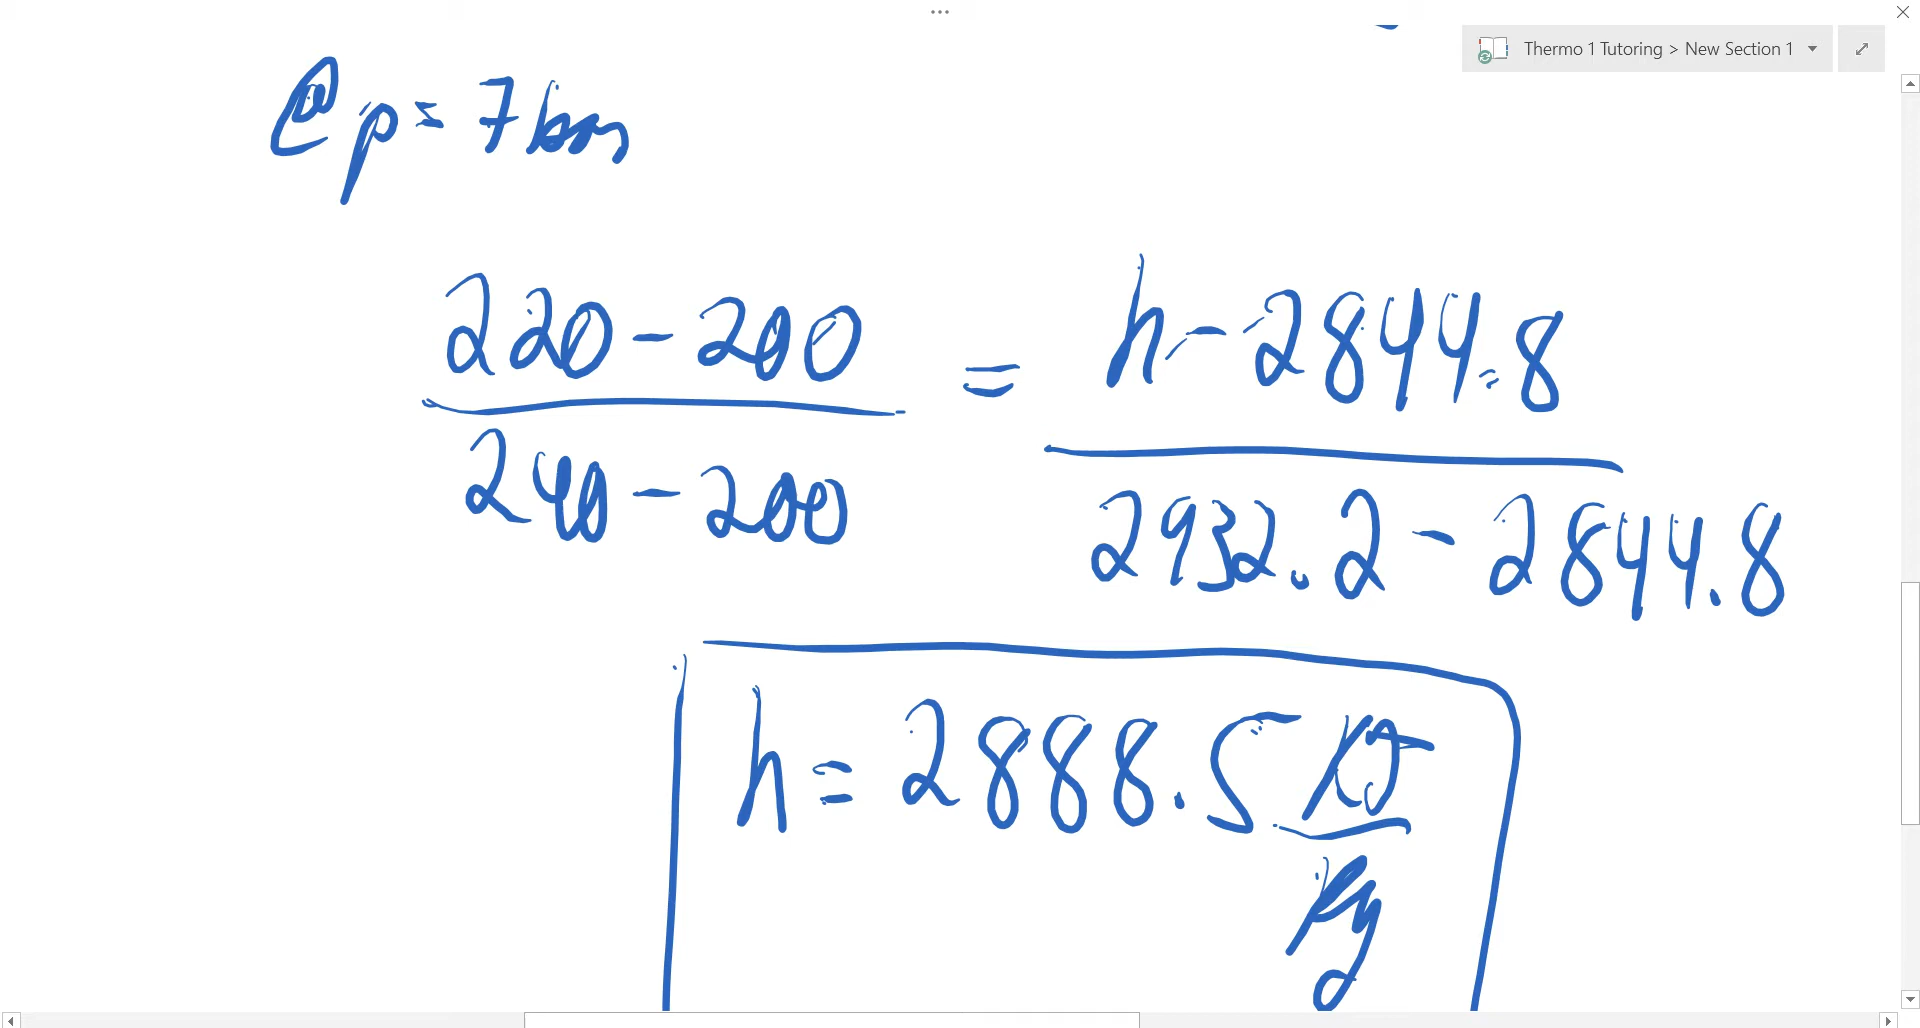 Thermo 1 Tutoring > New Section 1
@ p = 7 bar
220 - 200 = h - 2844.8
240 - 200
2932.2 - 2844.8
h = 2888.5 kJ
kg